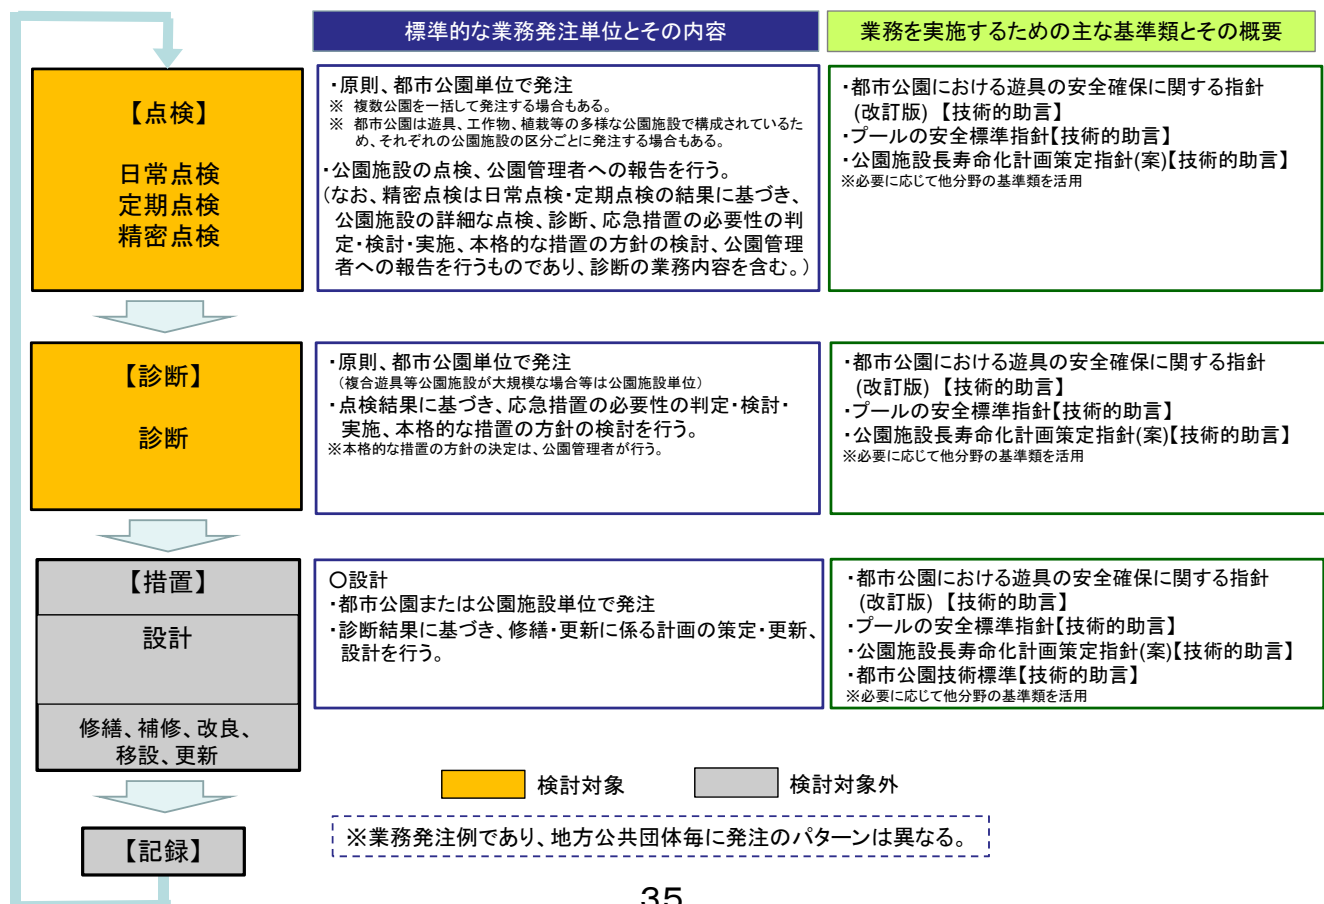 標準的な業務発注単位とその内容
業務を実施するための主な基準類とその概要
【点検】
日常点検
定期点検
精密点検
・原則、都市公園単位で発注
※ 複数公園を一括して発注する場合もある。
※ 都市公園は遊具、工作物、植栽等の多様な公園施設で構成されているた
め、それぞれの公園施設の区分ごとに発注する場合もある。
・公園施設の点検、公園管理者への報告を行う。
(なお、精密点検は日常点検・定期点検の結果に基づき、
公園施設の詳細な点検、診断、応急措置の必要性の判
定・検討・実施、本格的な措置の方針の検討、公園管理
者への報告を行うものであり、診断の業務内容を含む。)
・都市公園における遊具の安全確保に関する指針
(改訂版) 【技術的助言】
・プールの安全標準指針【技術的助言】
・公園施設長寿命化計画策定指針(案)【技術的助言】
※必要に応じて他分野の基準類を活用
【診断】
診断
・原則、都市公園単位で発注
(複合遊具等公園施設が大規模な場合等は公園施設単位)
・点検結果に基づき、応急措置の必要性の判定・検討・
実施、本格的な措置の方針の検討を行う。
※本格的な措置の方針の決定は、公園管理者が行う。
・都市公園における遊具の安全確保に関する指針
(改訂版) 【技術的助言】
・プールの安全標準指針【技術的助言】
・公園施設長寿命化計画策定指針(案)【技術的助言】
※必要に応じて他分野の基準類を活用
【措置】
設計
修繕、補修、改良、
移設、更新
○設計
・都市公園または公園施設単位で発注
・診断結果に基づき、修繕・更新に係る計画の策定・更新、
設計を行う。
・都市公園における遊具の安全確保に関する指針
(改訂版) 【技術的助言】
・プールの安全標準指針【技術的助言】
・公園施設長寿命化計画策定指針(案)【技術的助言】
・都市公園技術標準【技術的助言】
※必要に応じて他分野の基準類を活用
検討対象
検討対象外
【記録】
※業務発注例であり、地方公共団体毎に発注のパターンは異なる。
35